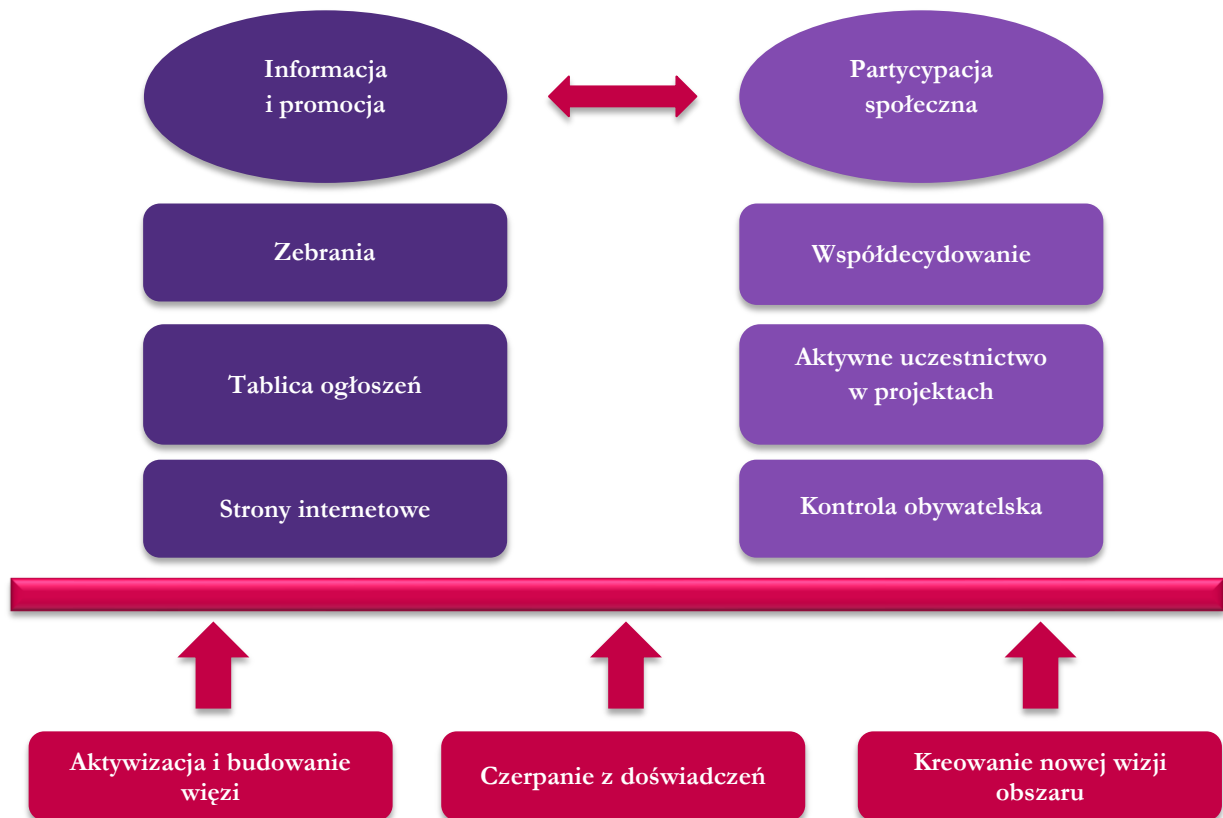 Informacja
i promocja
Partycypacja
społeczna
Zebrania
Współdecydowanie
Tablica ogłoszeń
Aktywne uczestnictwo
w projektach
Strony internetowe
Kontrola obywatelska
Aktywizacja i budowanie
więzi
Czerpanie z doświadczeń
Kreowanie nowej wizji
obszaru